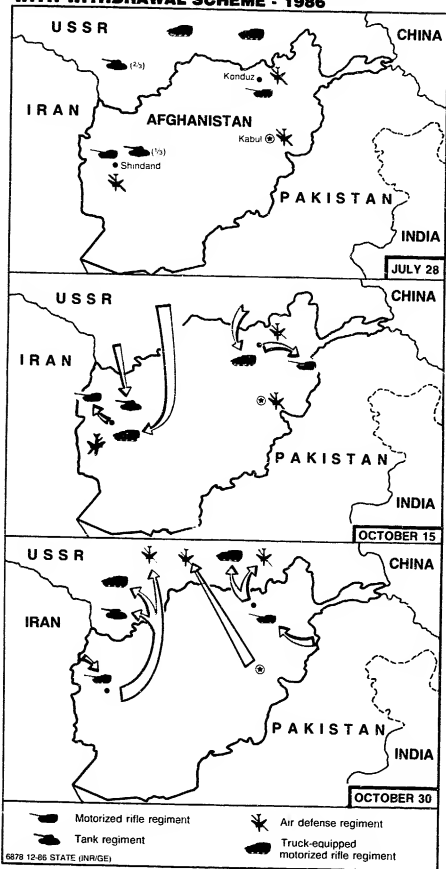 WITH WITHDRAWAL SCHEME - 1986
USSR
CHINA
(2/3)
Konduz
IRAN
AFGHANISTAN
Kabul
(1/3)
Shindand
PAKISTAN
INDIA
JULY 28
USSR
CHINA
IRAN
PAKISTAN
INDIA
OCTOBER 15
USSR
CHINA
IRAN
PAKISTAN
INDIA
OCTOBER 30
Motorized rifle regiment
Air defense regiment
Tank regiment
Truck-equipped
motorized rifle regiment
6878 12-86 STATE (INR/GE)